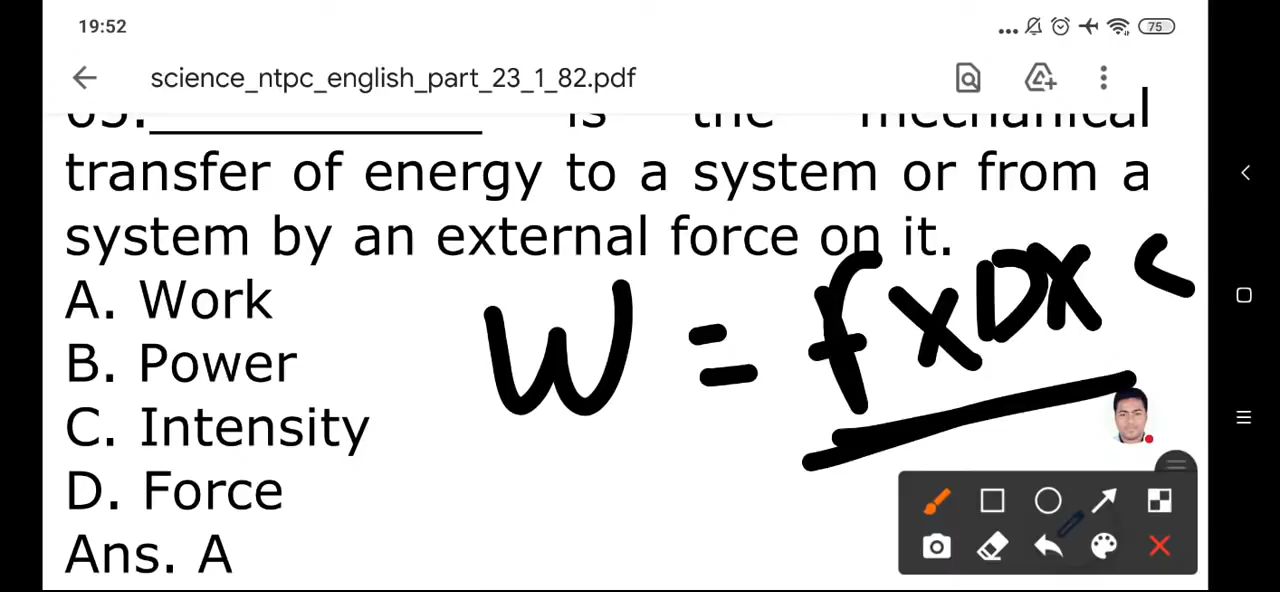 19:52
75
science_ntpc_english_part_23_1_82.pdf
is the mechanical
transfer of energy to a system or from a
system by an external force on it.
A. Work
W = f x D x
B. Power
C. Intensity
D. Force
Ans. A